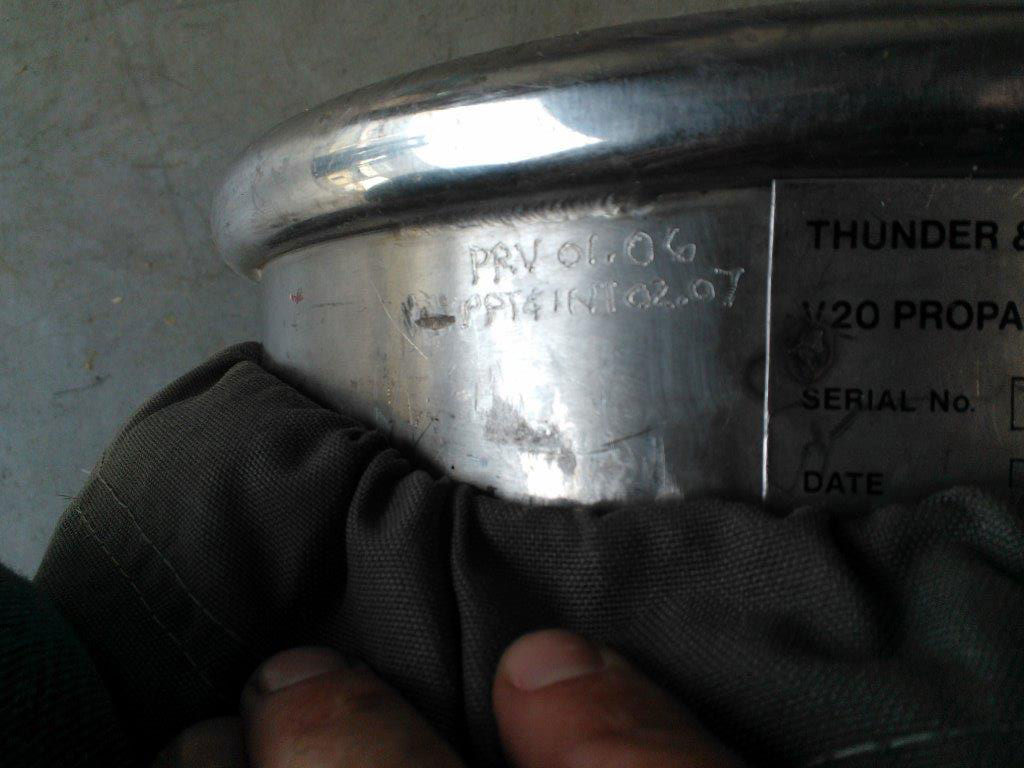 PRV 01.06
PPT & INT 02.07
THUNDER &
V20 PROPA
SERIAL No.
DATE